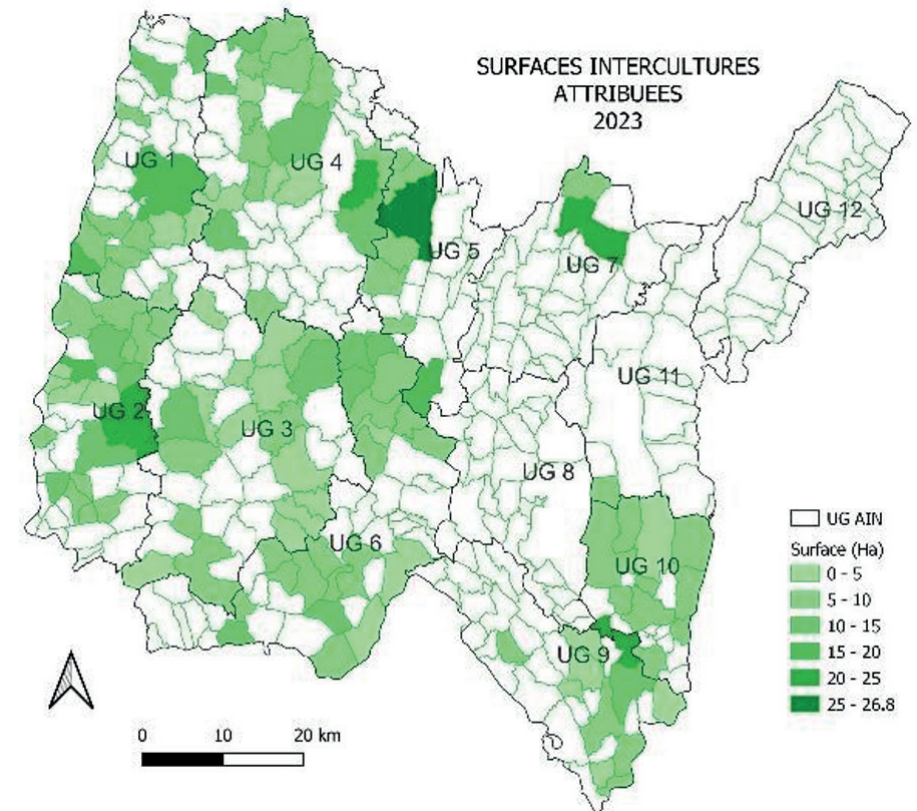 SURFACES INTERCULTURES
ATTRIBUEES
2023
UG 1
UG 4
UG 12
UG 5
UG 7
UG 11
UG 2
UG 3
UG 8
UG 6
UG 10
UG 9
UG AIN
Surface (Ha)
0 - 5
5 - 10
10 - 15
15 - 20
20 - 25
25 - 26.8
0 10 20 km